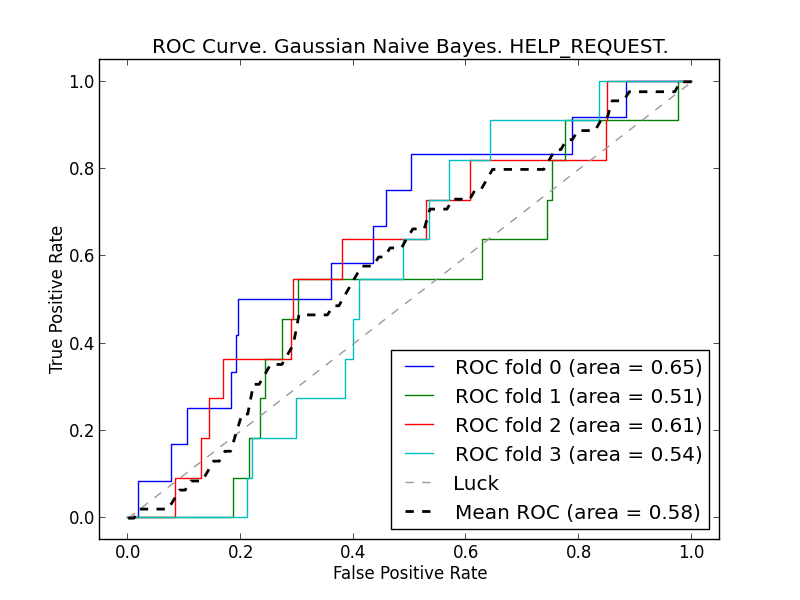 ROC Curve. Gaussian Naive Bayes. HELP_REQUEST.
True Positive Rate
1.0
0.8
0.6
0.4
0.2
0.0
ROC fold 0 (area = 0.65)
ROC fold 1 (area = 0.51)
ROC fold 2 (area = 0.61)
ROC fold 3 (area = 0.54)
Luck
Mean ROC (area = 0.58)
0.0 0.2 0.4 0.6 0.8 1.0
False Positive Rate